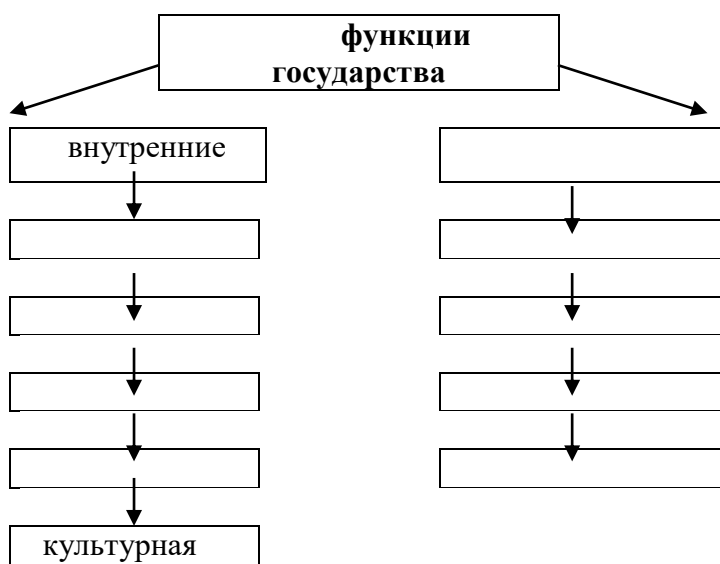 функции
государства
внутренние
культурная